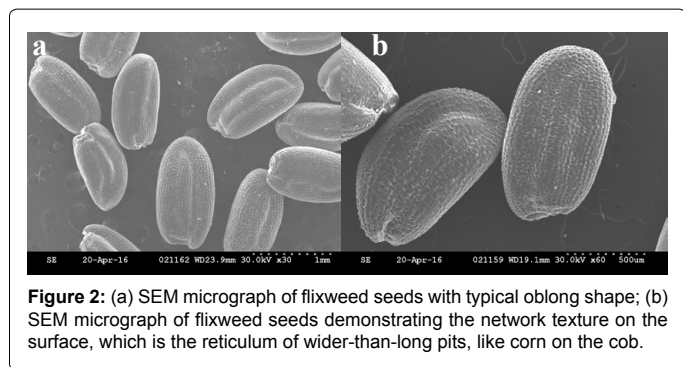 a
b
SE 20-Apr-16 021162 WD23.9mm 30.0kV x30 1mm
SE 20-Apr-16 021159 WD19.1mm 30.0kV x60 500um
Figure 2: (a) SEM micrograph of flixweed seeds with typical oblong shape; (b)
SEM micrograph of flixweed seeds demonstrating the network texture on the
surface, which is the reticulum of wider-than-long pits, like corn on the cob.